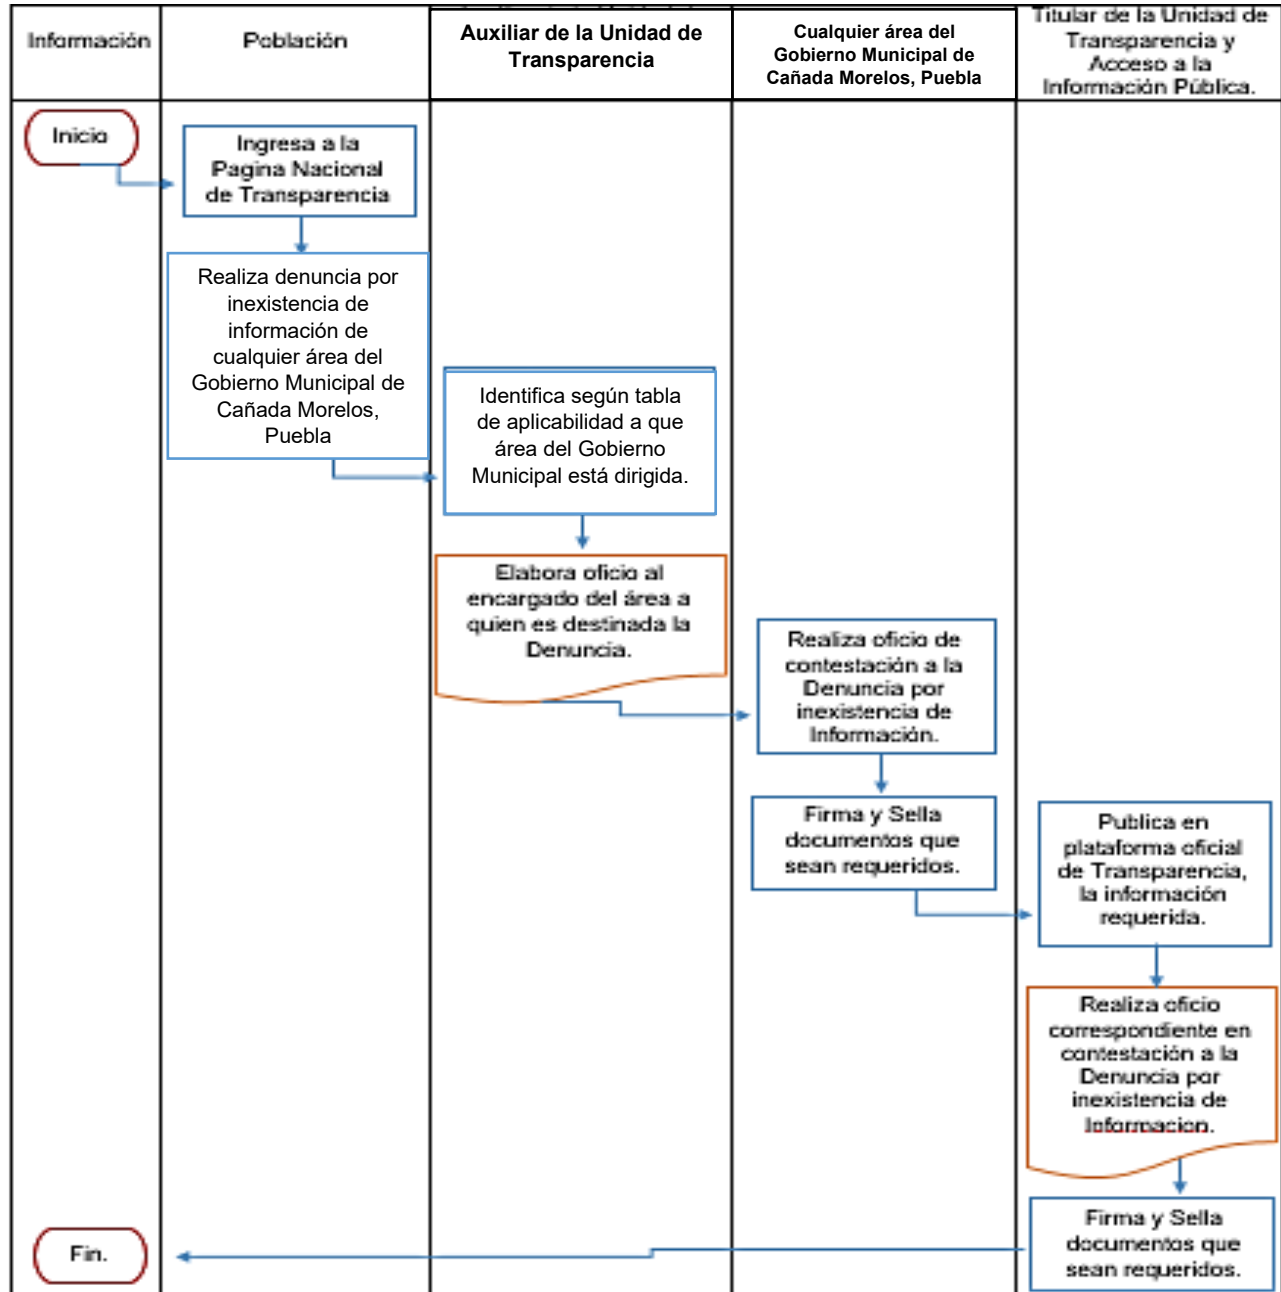 Información
Población
Auxiliar de la Unidad de
Transparencia
Cualquier área del
Gobierno Municipal de
Cañada Morelos, Puebla
Titular de la Unidad de
Transparencia y
Acceso a la
Información Pública.
Inicio
Ingresa a la
Pagina Nacional
de Transparencia
Realiza denuncia por
inexistencia de
información de
cualquier área del
Gobierno Municipal de
Cañada Morelos,
Puebla
Identifica según tabla
de aplicabilidad a que
área del Gobierno
Municipal está dirigida.
Elabora oficio al
encargado del área a
quien es destinada la
Denuncia.
Realiza oficio de
contestación a la
Denuncia por
inexistencia de
Información.
Firma y Sella
documentos que
sean requeridos.
Publica en
plataforma oficial
de Transparencia,
la información
requerida.
Realiza oficio
correspondiente en
contestación a la
Denuncia por
inexistencia de
Informacion.
Firma y Sella
documentos que
sean requeridos.
Fin.